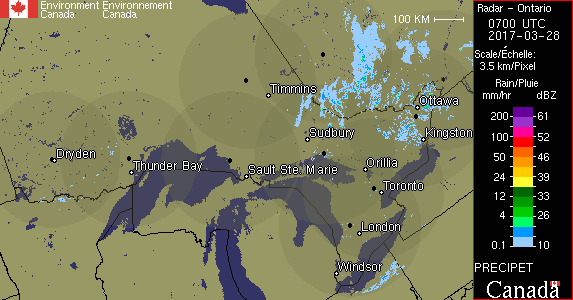 Environment Environnement
Canada Canada
100 KM
Timmins
Ottawa
Sudbury
Kingston
Dryden
Thunder Bay
Sault Ste. Marie
Orillia
Toronto
London
Windsor
Radar - Ontario
0700 UTC
2017-03-28
Scale/Échelle:
3.5 km/Pixel
Rain/Pluie
mm/hr dBZ
200 61
100 52
50 46
24 39
12 33
4 26
0.1 10
PRECIPET
Canada